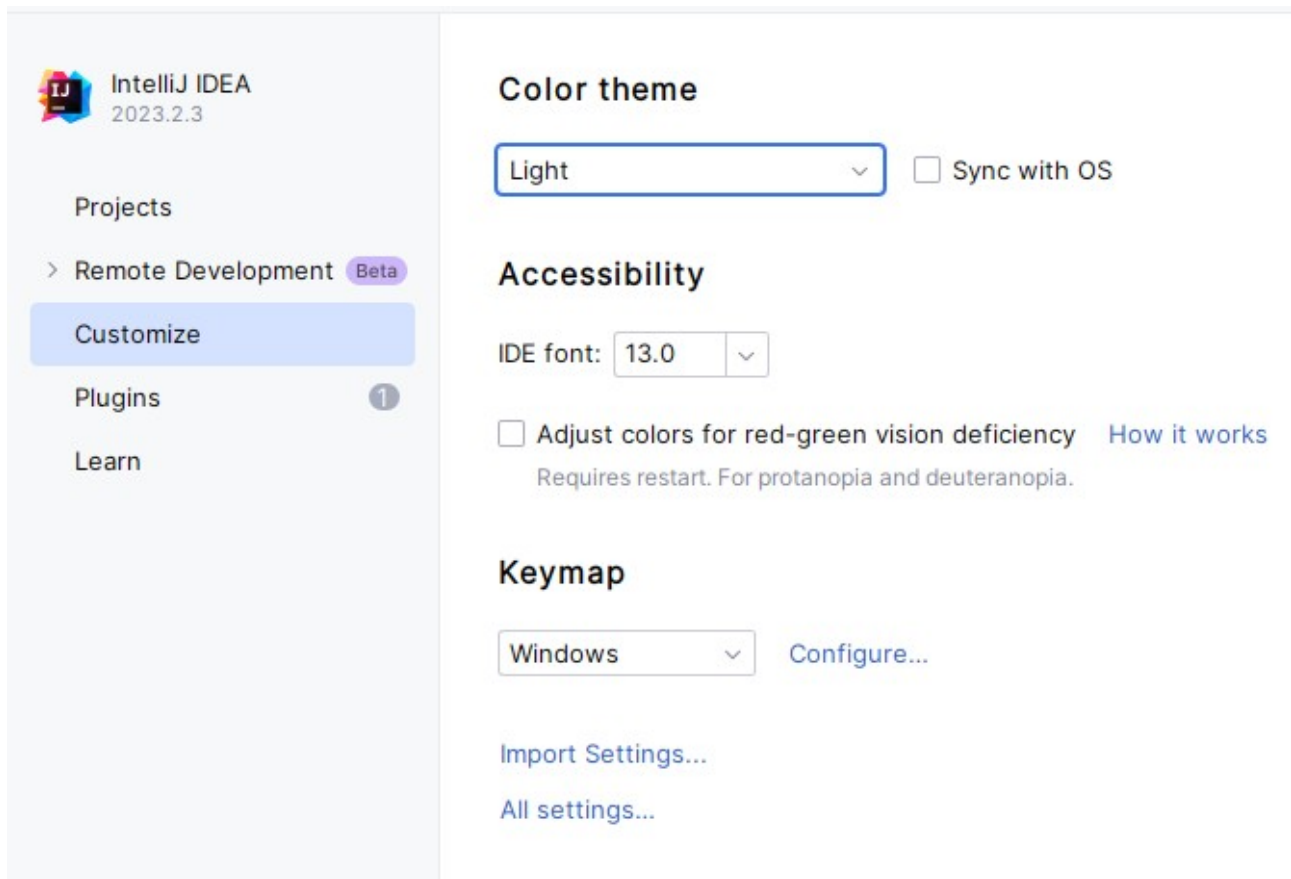 IJ
IntelliJ IDEA
2023.2.3
Projects
Remote Development Beta
Customize
Plugins 1
Learn
Color theme
Light Sync with OS
Accessibility
IDE font: 13.0
Adjust colors for red-green vision deficiency How it works
Requires restart. For protanopia and deuteranopia.
Keymap
Windows Configure...
Import Settings...
All settings...